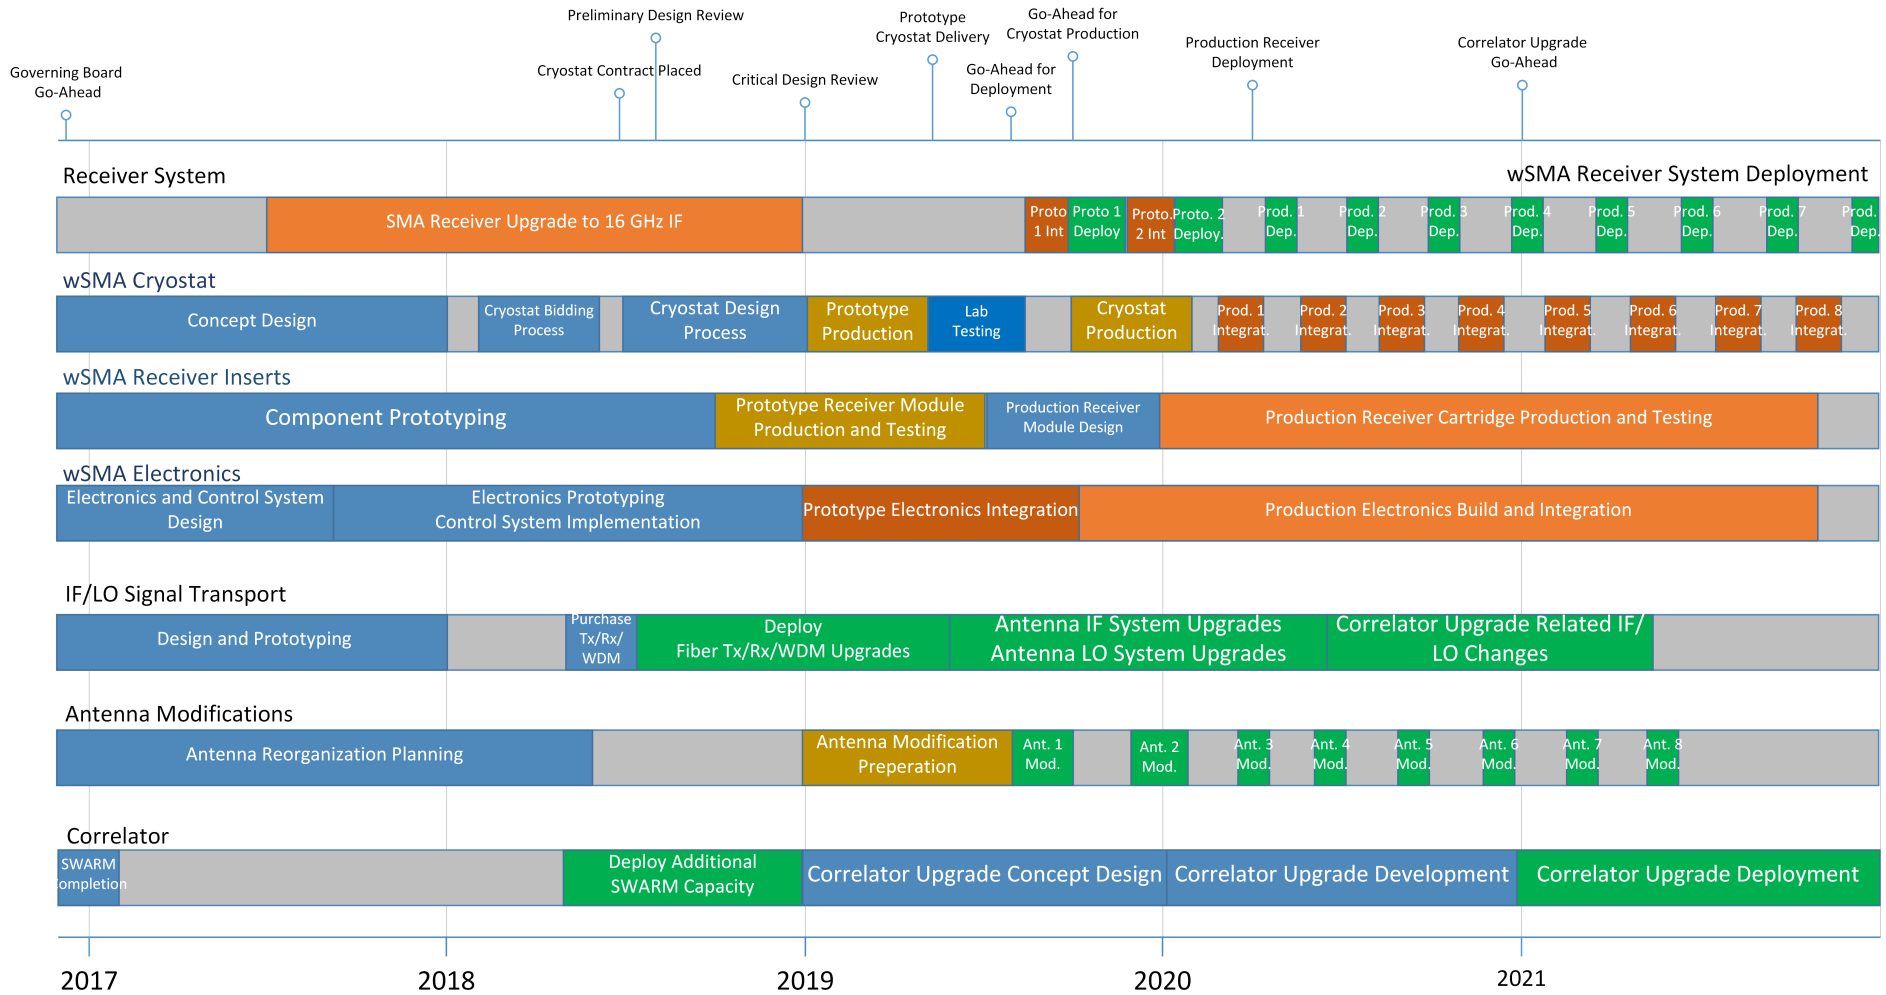 Preliminary Design Review
Prototype
Cryostat Delivery
Go-Ahead for
Cryostat Production
Production Receiver
Deployment
Correlator Upgrade
Go-Ahead
Governing Board
Go-Ahead
Cryostat Contract Placed
Critical Design Review
Go-Ahead for
Deployment
Receiver System
wSMA Receiver System Deployment
SMA Receiver Upgrade to 16 GHz IF
Proto
1 Int
Proto 1
Deploy
Proto.
2 Int
Proto. 2
Deploy.
Prod. 1
Dep.
Prod. 2
Dep.
Prod. 3
Dep.
Prod. 4
Dep.
Prod. 5
Dep.
Prod. 6
Dep.
Prod. 7
Dep.
Prod.
Dep.
wSMA Cryostat
Concept Design
Cryostat Bidding
Process
Cryostat Design
Process
Prototype
Production
Lab
Testing
Cryostat
Production
Prod. 1
Integrat.
Prod. 2
Integrat.
Prod. 3
Integrat.
Prod. 4
Integrat.
Prod. 5
Integrat.
Prod. 6
Integrat.
Prod. 7
Integrat.
Prod. 8
Integrat.
wSMA Receiver Inserts
Component Prototyping
Prototype Receiver Module
Production and Testing
Production Receiver
Module Design
Production Receiver Cartridge Production and Testing
wSMA Electronics
Electronics and Control System
Design
Electronics Prototyping
Control System Implementation
Prototype Electronics Integration
Production Electronics Build and Integration
IF/LO Signal Transport
Design and Prototyping
Purchase
Tx/Rx/
WDM
Deploy
Fiber Tx/Rx/WDM Upgrades
Antenna IF System Upgrades
Antenna LO System Upgrades
Correlator Upgrade Related IF/
LO Changes
Antenna Modifications
Antenna Reorganization Planning
Antenna Modification
Preperation
Ant. 1
Mod.
Ant. 2
Mod.
Ant. 3
Mod.
Ant. 4
Mod.
Ant. 5
Mod.
Ant. 6
Mod.
Ant. 7
Mod.
Ant. 8
Mod.
Correlator
SWARM
Completion
Deploy Additional
SWARM Capacity
Correlator Upgrade Concept Design
Correlator Upgrade Development
Correlator Upgrade Deployment
2017
2018
2019
2020
2021